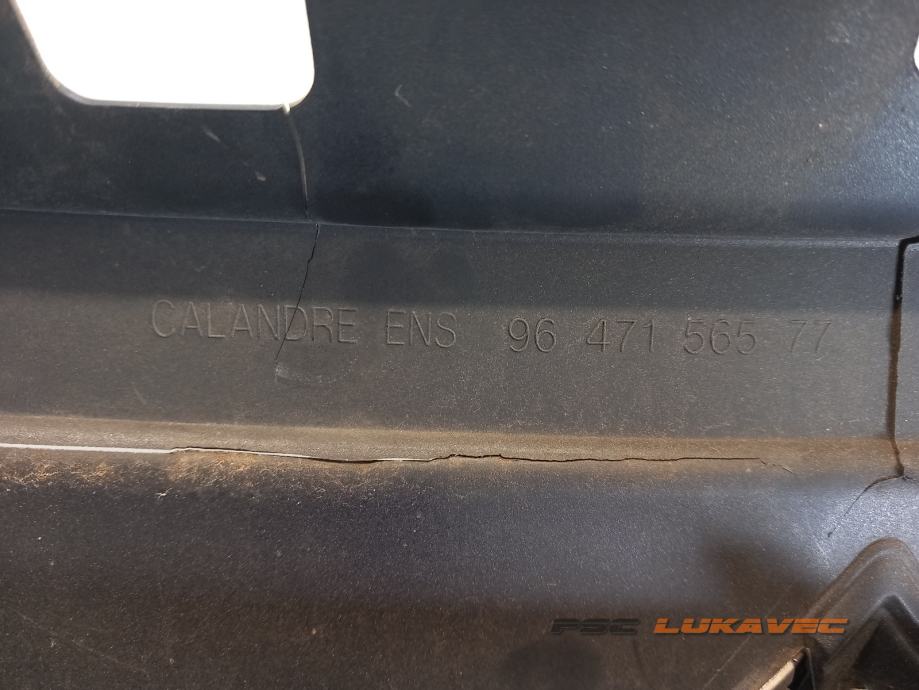 CALANDRE ENS 96 471 565 77
PSC LUKAVEC